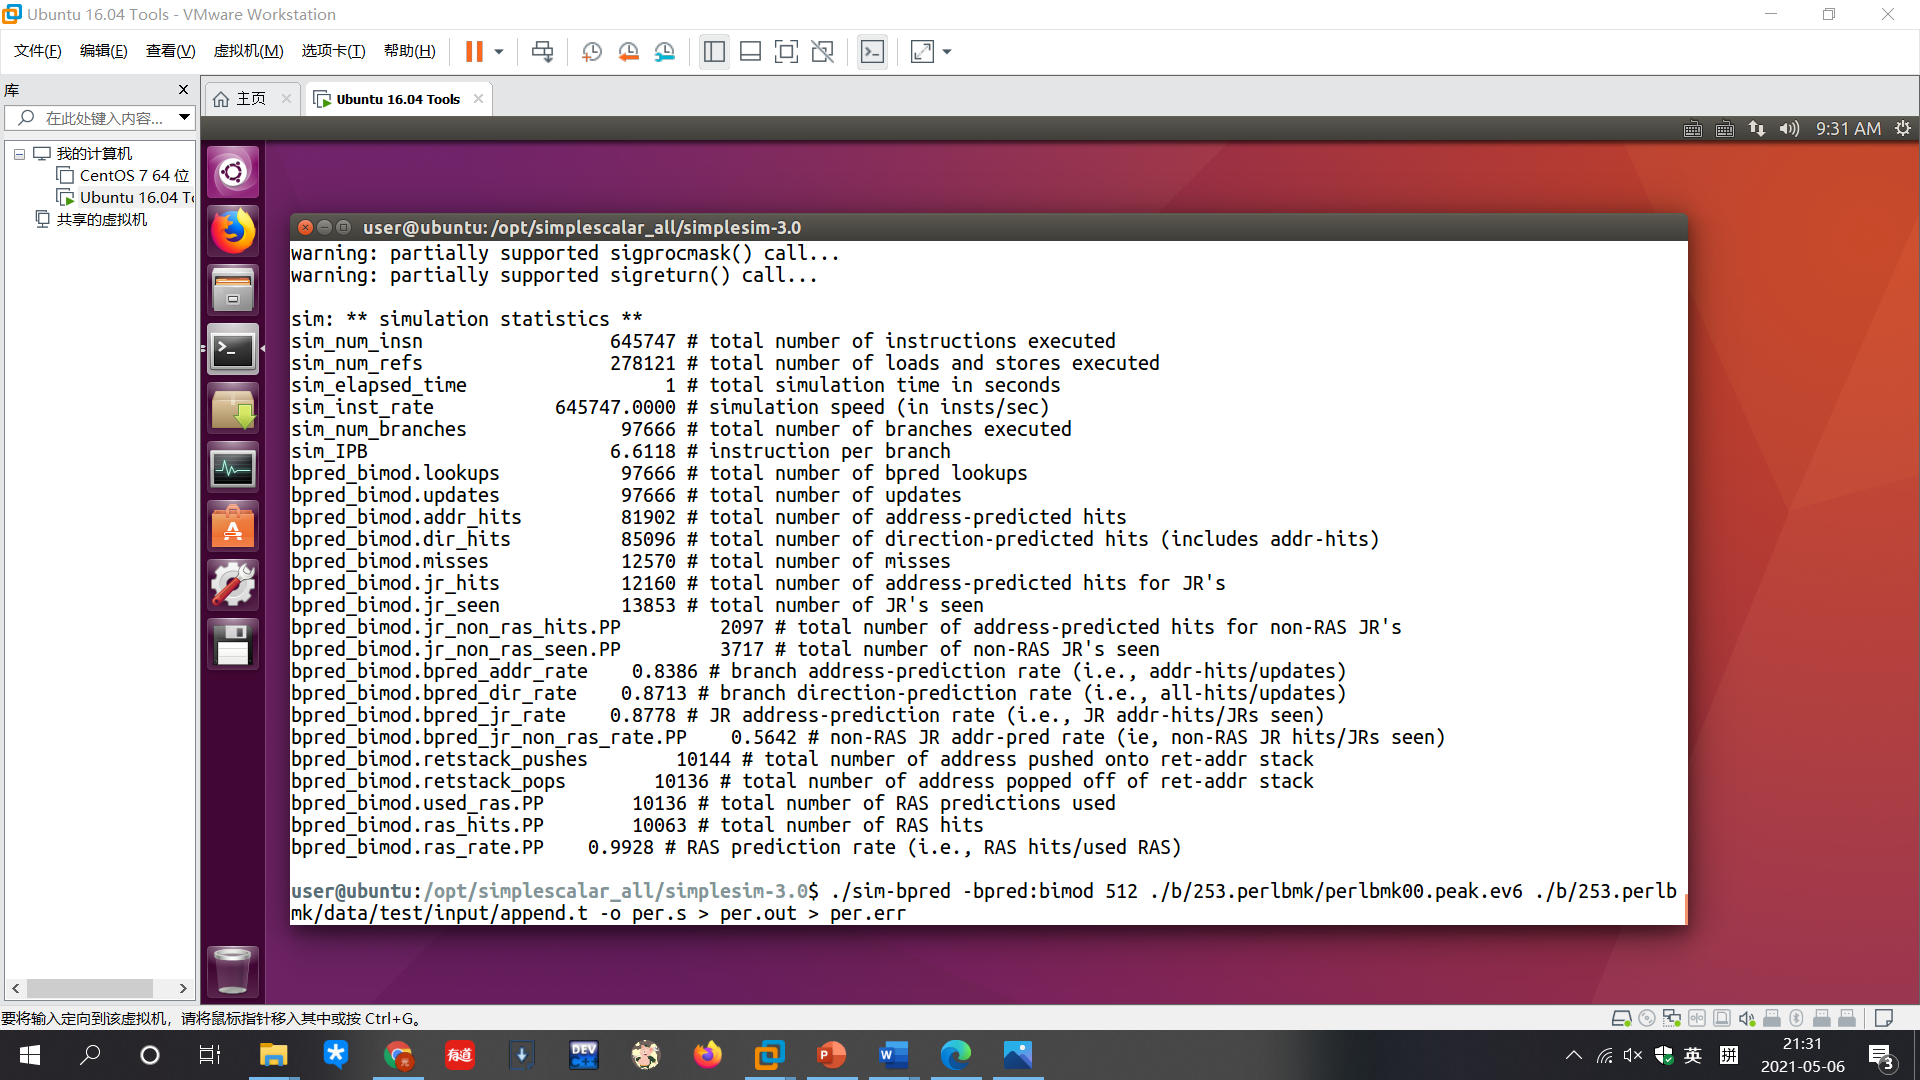 Ubuntu 16.04 Tools - VMware Workstation
文件(F) 编辑(E) 查看(V) 虚拟机(M) 选项卡(T) 帮助(H)
库
在此处键入内容...
我的计算机
CentOS 7 64 位
Ubuntu 16.04 To
共享的虚拟机
主页
Ubuntu 16.04 Tools
9:31 AM
user@ubuntu: /opt/simplescalar_all/simplesim-3.0
warning: partially supported sigprocmask() call...
warning: partially supported sigreturn() call...
sim: ** simulation statistics **
sim_num_insn 645747 # total number of instructions executed
sim_num_refs 278121 # total number of loads and stores executed
sim_elapsed_time 1 # total simulation time in seconds
sim_inst_rate 645747.0000 # simulation speed (in insts/sec)
sim_num_branches 97666 # total number of branches executed
sim_IPB 6.6118 # instruction per branch
bpred_bimod.lookups 97666 # total number of bpred lookups
bpred_bimod.updates 97666 # total number of updates
bpred_bimod.addr_hits 81902 # total number of address-predicted hits
bpred_bimod.dir_hits 85096 # total number of direction-predicted hits (includes addr-hits)
bpred_bimod.misses 12570 # total number of misses
bpred_bimod.jr_hits 12160 # total number of address-predicted hits for JR's
bpred_bimod.jr_seen 13853 # total number of JR's seen
bpred_bimod.jr_non_ras_hits.PP 2097 # total number of address-predicted hits for non-RAS JR's
bpred_bimod.jr_non_ras_seen.PP 3717 # total number of non-RAS JR's seen
bpred_bimod.bpred_addr_rate 0.8386 # branch address-prediction rate (i.e., addr-hits/updates)
bpred_bimod.bpred_dir_rate 0.8713 # branch direction-prediction rate (i.e., all-hits/updates)
bpred_bimod.bpred_jr_rate 0.8778 # JR address-prediction rate (i.e., JR addr-hits/JRs seen)
bpred_bimod.bpred_jr_non_ras_rate.PP 0.5642 # non-RAS JR addr-pred rate (ie, non-RAS JR hits/JRs seen)
bpred_bimod.retstack_pushes 10144 # total number of address pushed onto ret-addr stack
bpred_bimod.retstack_pops 10136 # total number of address popped off of ret-addr stack
bpred_bimod.used_ras.PP 10136 # total number of RAS predictions used
bpred_bimod.ras_hits.PP 10063 # total number of RAS hits
bpred_bimod.ras_rate.PP 0.9928 # RAS prediction rate (i.e., RAS hits/used RAS)
user@ubuntu:/opt/simplescalar_all/simplesim-3.0$ ./sim-bpred -bpred:bimod 512 ./b/253.perlbmk/perlbmk00.peak.ev6 ./b/253.perlb
mk/data/test/input/append.t -o per.s > per.out > per.err
要将输入定向到该虚拟机，请将鼠标指针移入其中或按 Ctrl+G。
有道
DEV
C++
英
拼
21:31
2021-05-06
3